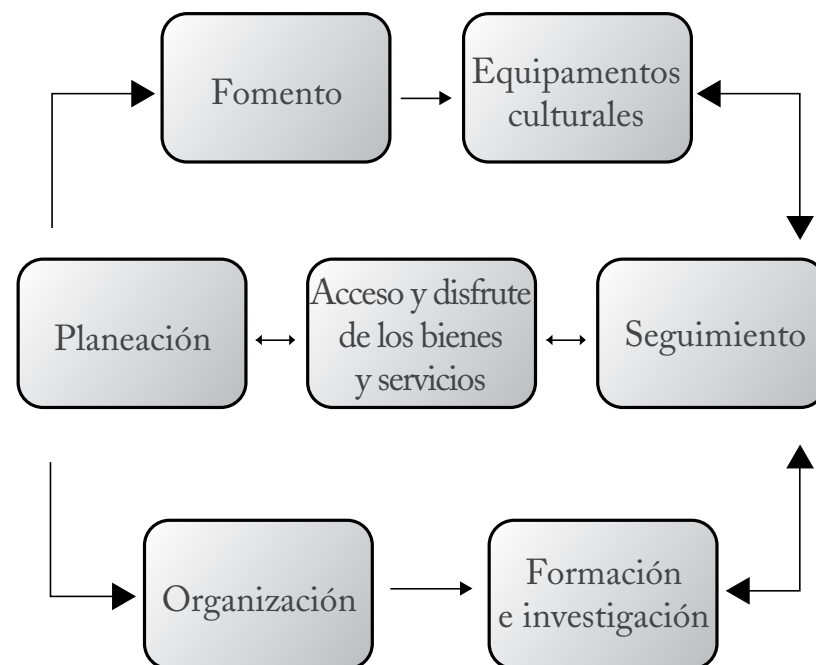 Fomento
Equipamentos
culturales
Planeación
Acceso y disfrute
de los bienes
y servicios
Seguimiento
Organización
Formación
e investigación